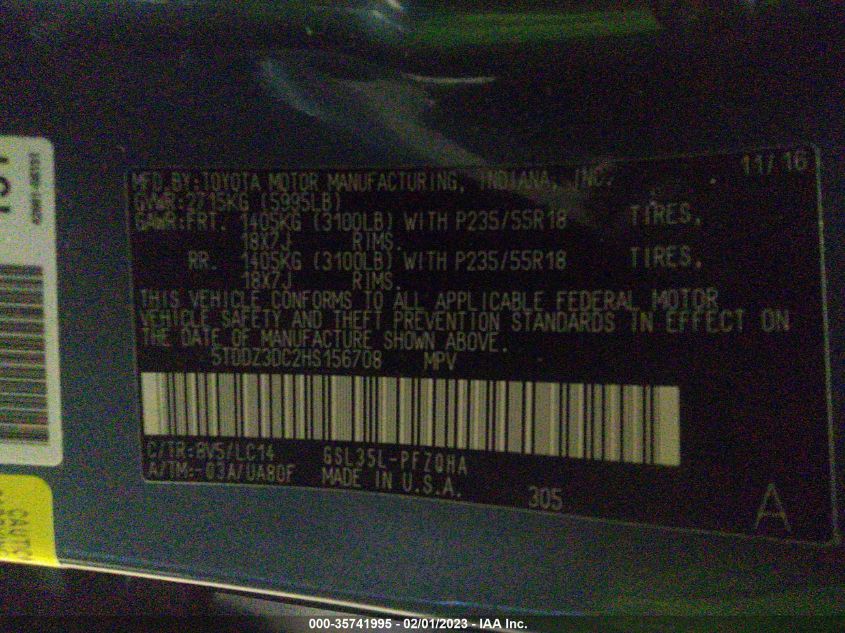 MFD.BY:TOYOTA MOTOR MANUFACTURING, INDIANA, INC. 11/16
GVWR:2715KG (5995LB)
GAWR:FRT. 1405KG (3100LB) WITH P235/55R18 TIRES,
18X7J RIMS.
RR. 1405KG (3100LB) WITH P235/55R18 TIRES,
18X7J RIMS.
THIS VEHICLE CONFORMS TO ALL APPLICABLE FEDERAL MOTOR
VEHICLE SAFETY AND THEFT PREVENTION STANDARDS IN EFFECT ON
THE DATE OF MANUFACTURE SHOWN ABOVE.
5TDDZ3DC2HS156708 MPV
C/TR:8V5/LC14 GSL35L-PFZQHA
A/TM:-03A/UA80F MADE IN U.S.A.
305
A
CAUTI
000-35741995 - 02/01/2023 - IAA Inc.